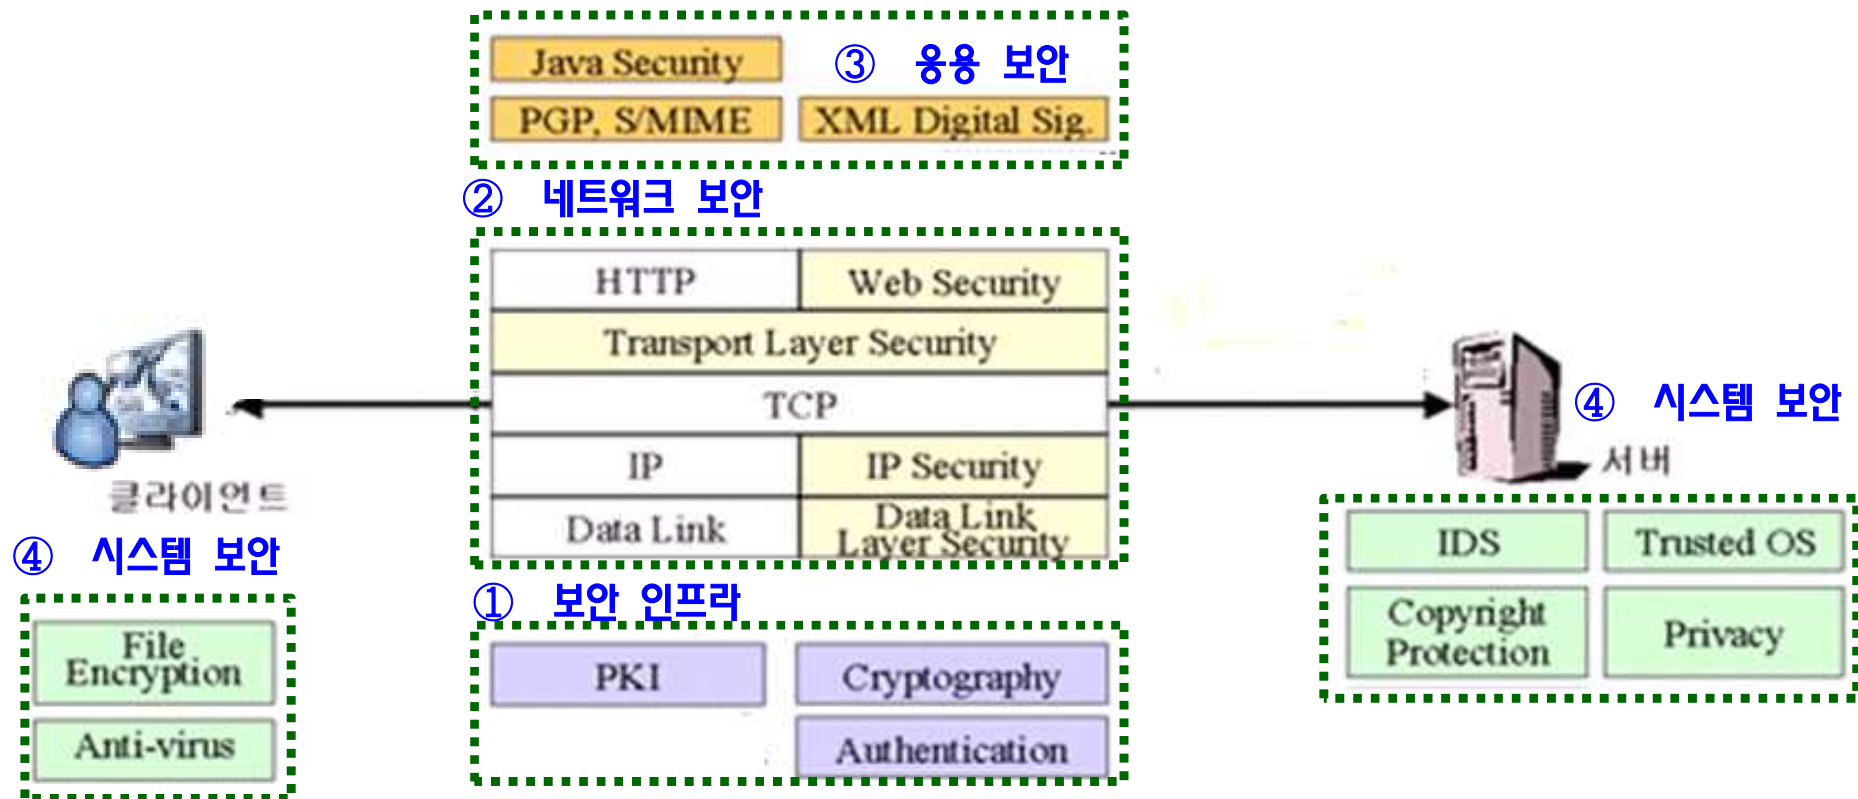 Java Security
③ 응용 보안
PGP, S/MIME
XML Digital Sig.
② 네트워크 보안
HTTP
Web Security
Transport Layer Security
TCP
IP
IP Security
Data Link
Data Link
Layer Security
클라이언트
④ 시스템 보안
File
Encryption
Anti-virus
① 보안 인프라
PKI
Cryptography
Authentication
④ 시스템 보안
서버
IDS
Trusted OS
Copyright
Protection
Privacy